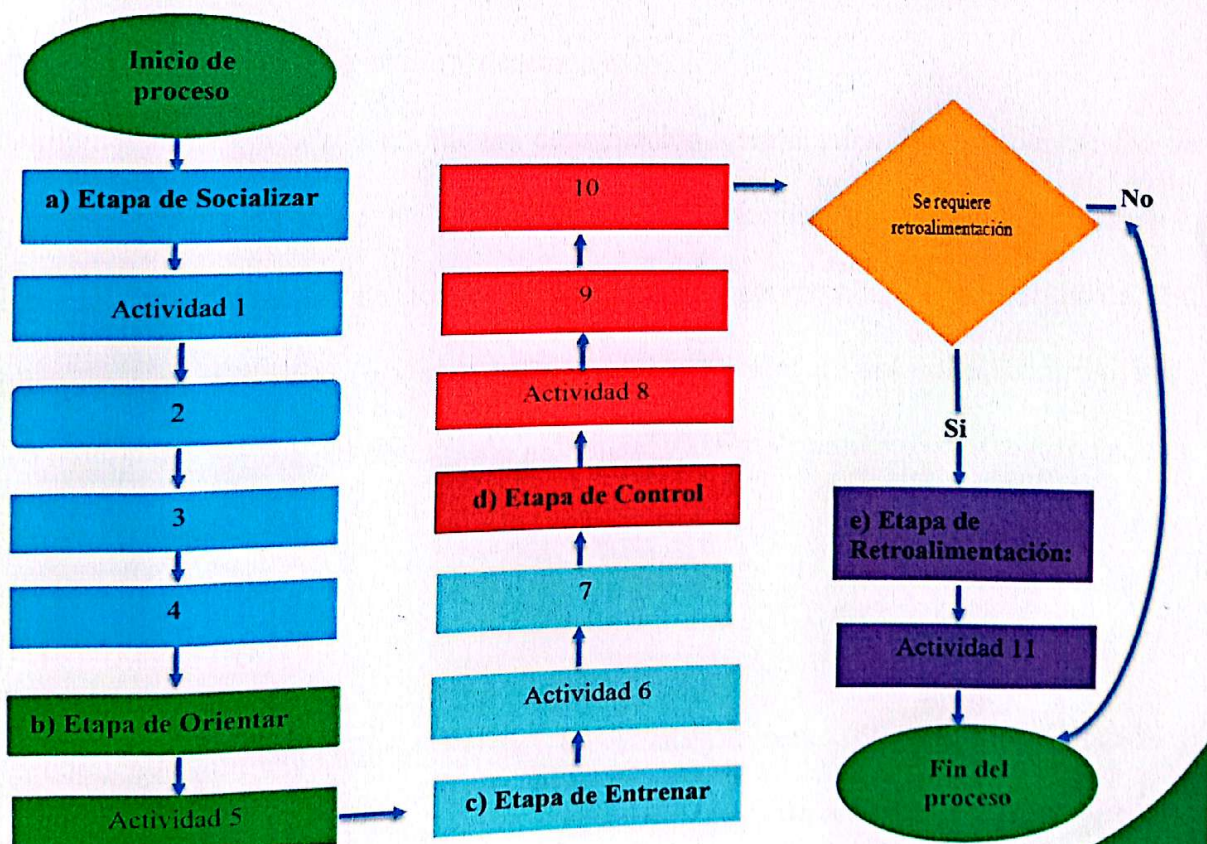 Inicio de
proceso
a) Etapa de Socializar
Actividad 1
2
3
4
b) Etapa de Orientar
Actividad 5
c) Etapa de Entrenar
Actividad 6
7
d) Etapa de Control
Actividad 8
9
10
Se requiere
retroalimentación
No
Si
e) Etapa de
Retroalimentación:
Actividad 11
Fin del
proceso